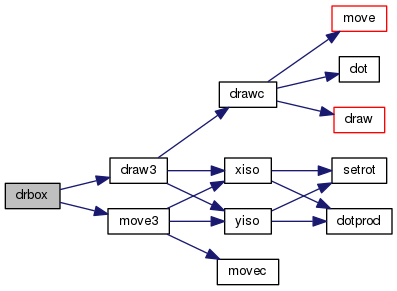 move
dot
drawc
draw
draw3
xiso
setrot
drbox
move3
yiso
dotprod
movec